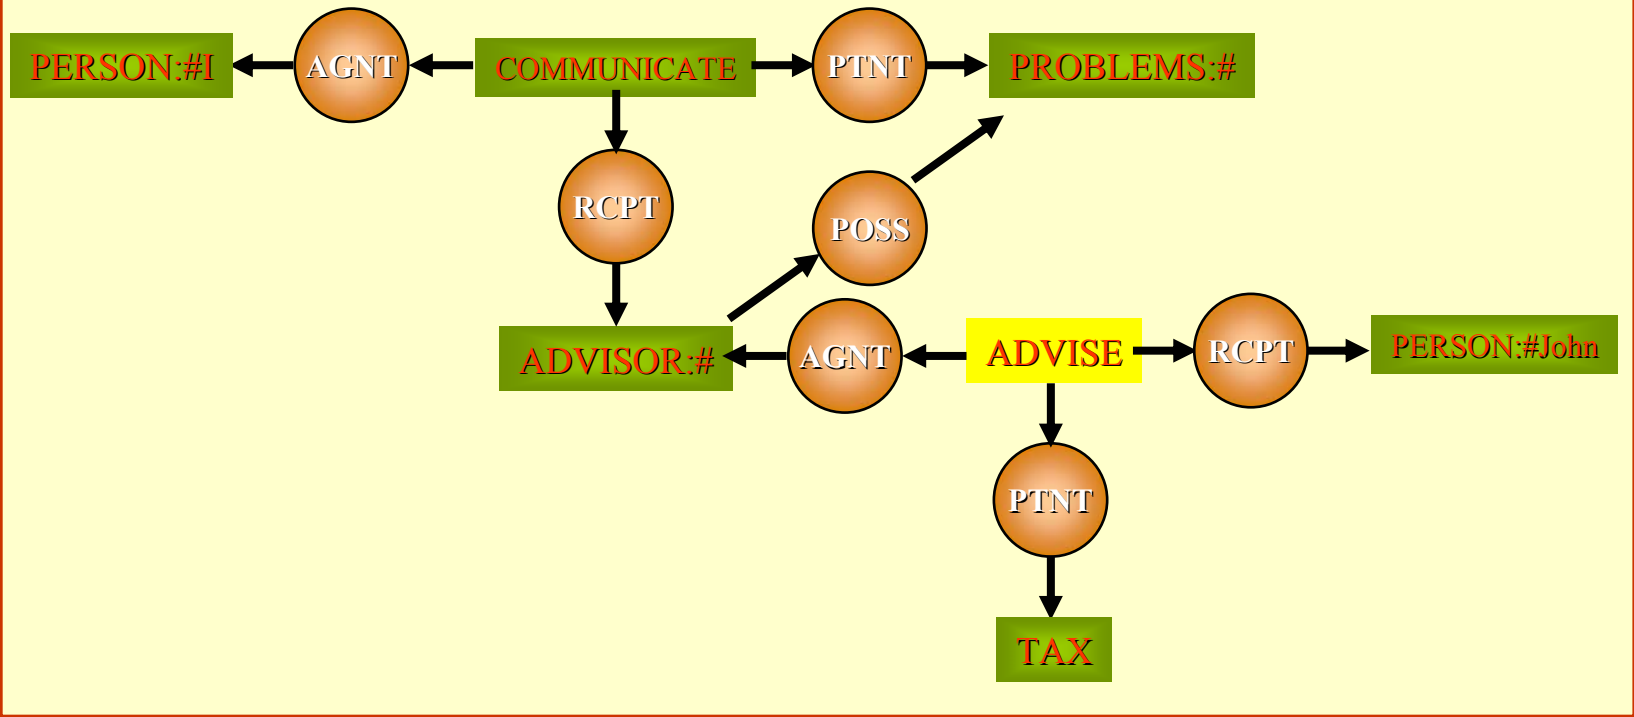 PERSON:#I
AGNT
COMMUNICATE
PTNT
PROBLEMS:#
RCPT
POSS
ADVISOR:#
AGNT
ADVISE
RCPT
PERSON:#John
PTNT
TAX